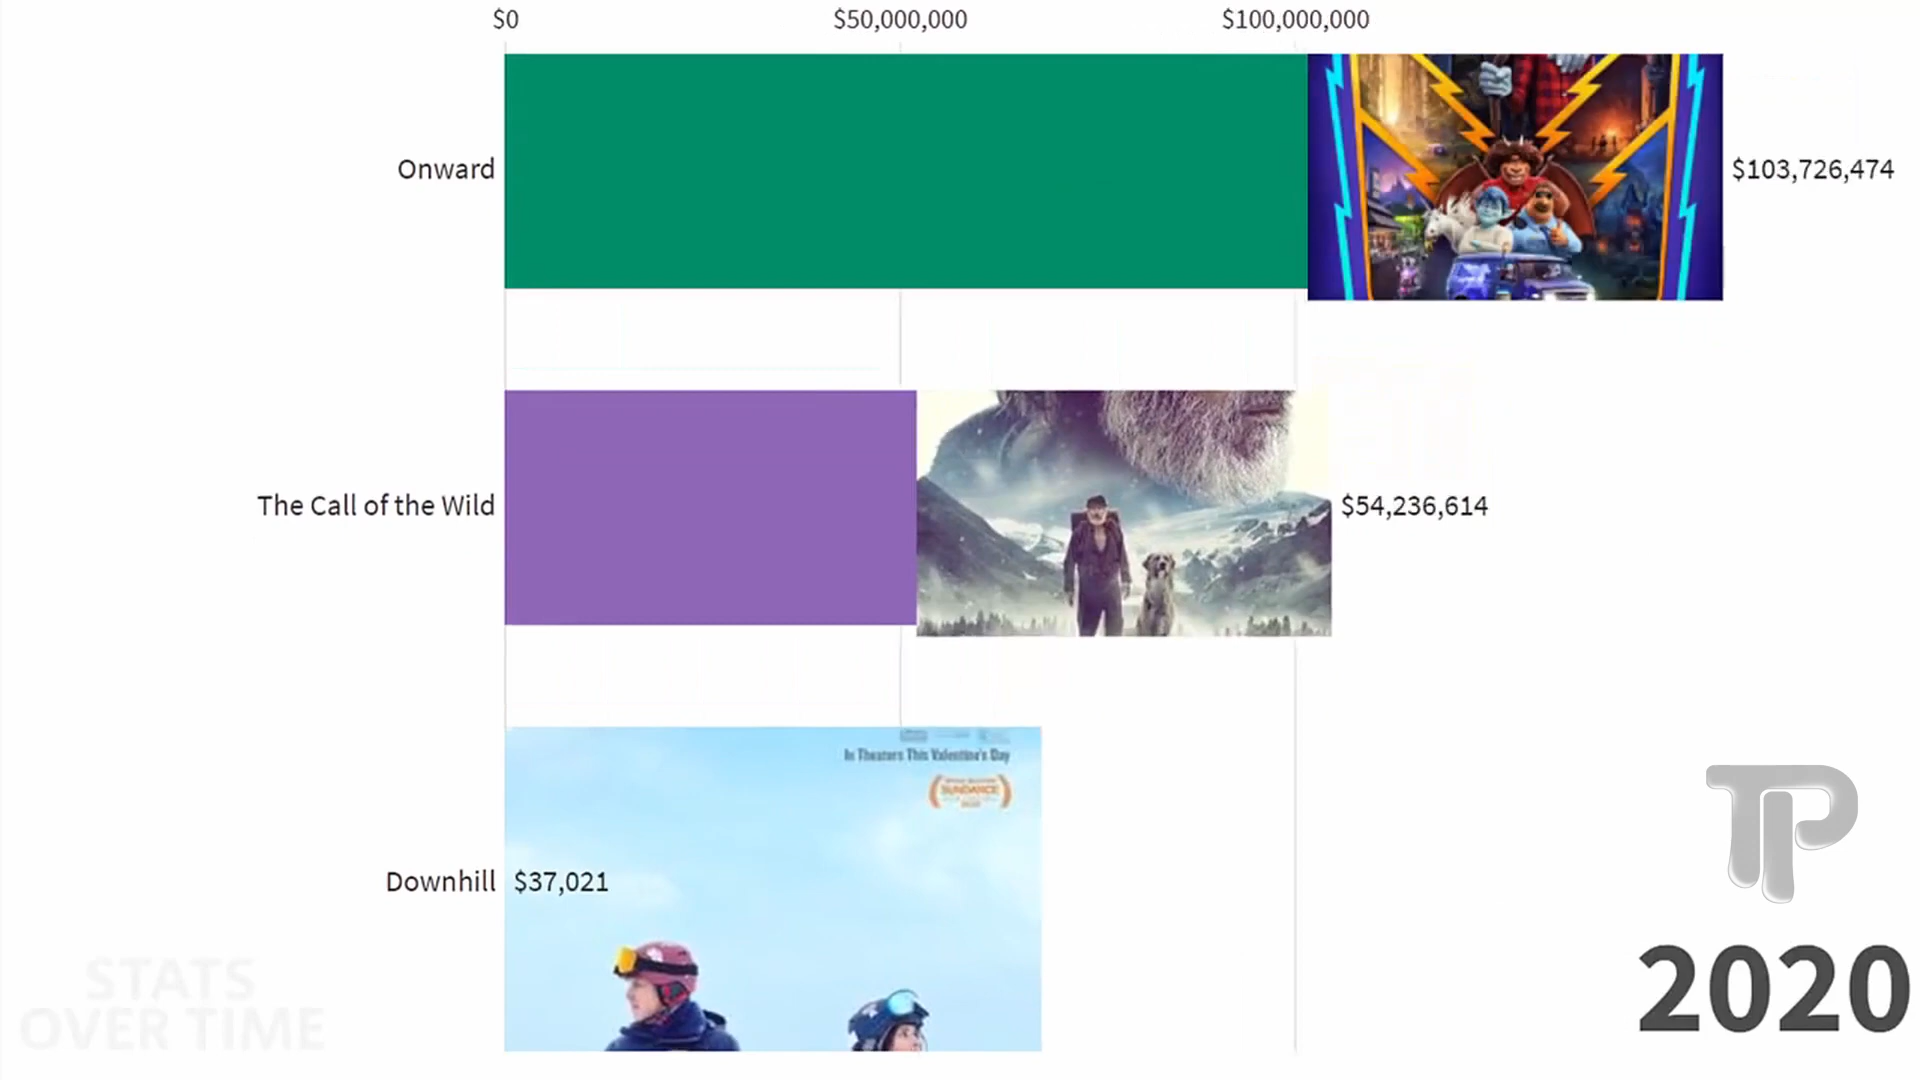 $0 $50,000,000 $100,000,000
Onward $103,726,474
The Call of the Wild $54,236,614
In Theaters This Valentine's Day
SUNDANCE
Downhill $37,021
TP
STATS
OVER TIME
2020